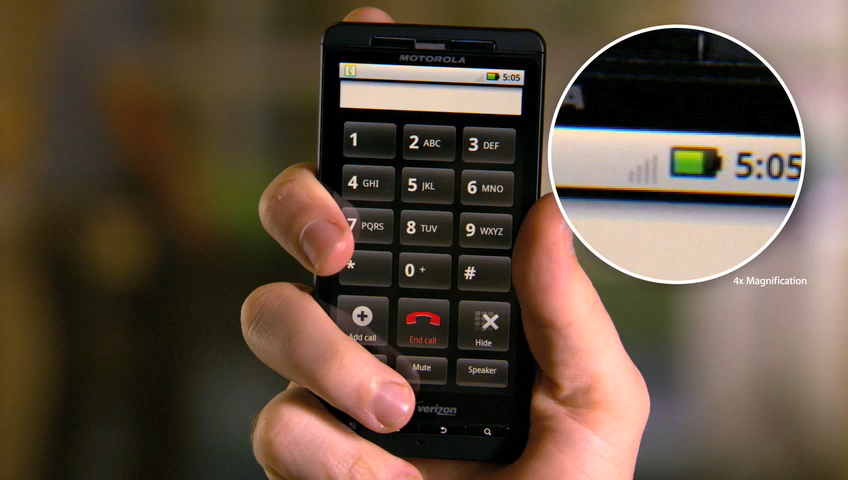 MOTOROLA
5:05
1
2 ABC
3 DEF
4 GHI
5 JKL
6 MNO
7 PQRS
8 TUV
9 WXYZ
*
0 +
#
Add call
End call
Hide
Mute
Speaker
verizon
A
5:05
4x Magnification